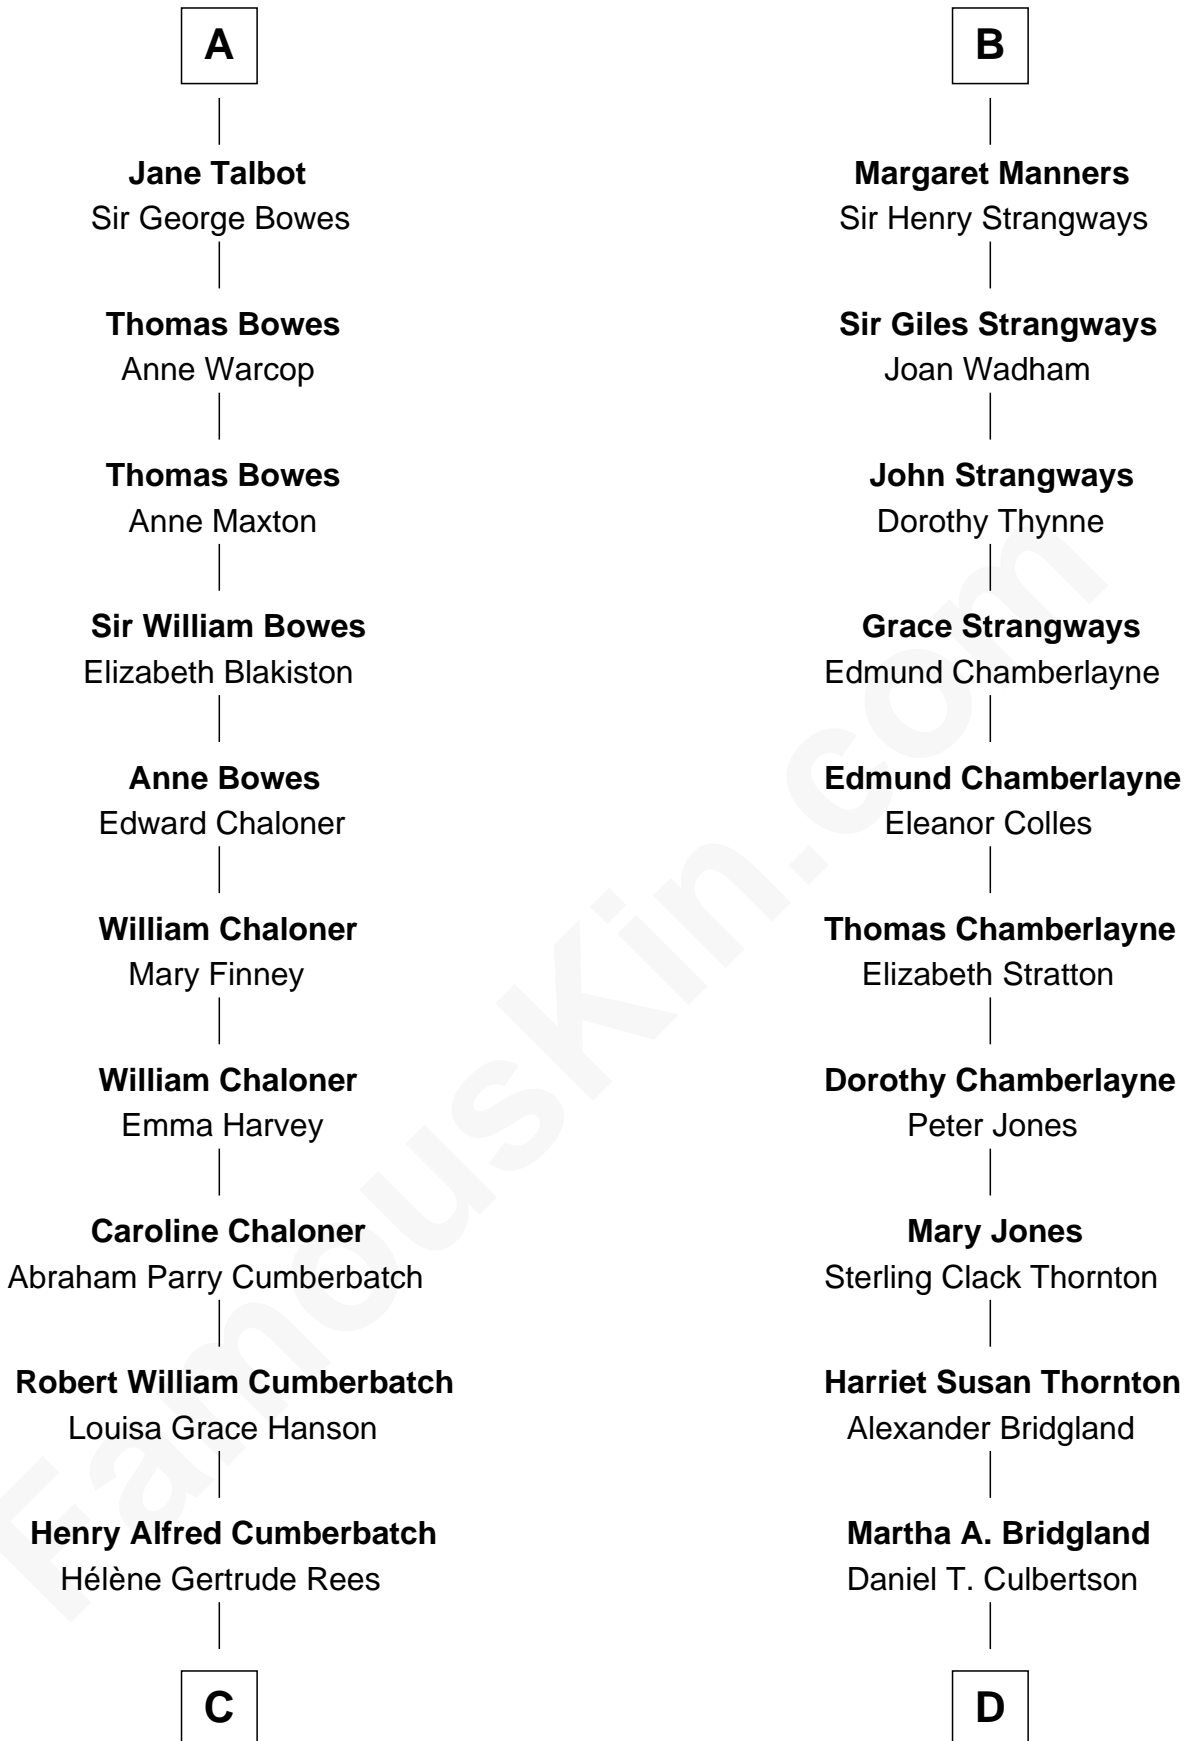 A
Jane Talbot
Sir George Bowes
Thomas Bowes
Anne Warcop
Thomas Bowes
Anne Maxton
Sir William Bowes
Elizabeth Blakiston
Anne Bowes
Edward Chaloner
William Chaloner
Mary Finney
William Chaloner
Emma Harvey
Caroline Chaloner
Abraham Parry Cumberbatch
Robert William Cumberbatch
Louisa Grace Hanson
Henry Alfred Cumberbatch
Hélène Gertrude Rees
C
B
Margaret Manners
Sir Henry Strangways
Sir Giles Strangways
Joan Wadham
John Strangways
Dorothy Thynne
Grace Strangways
Edmund Chamberlayne
Edmund Chamberlayne
Eleanor Colles
Thomas Chamberlayne
Elizabeth Stratton
Dorothy Chamberlayne
Peter Jones
Mary Jones
Sterling Clack Thornton
Harriet Susan Thornton
Alexander Bridgland
Martha A. Bridgland
Daniel T. Culbertson
D
FamousKin.com